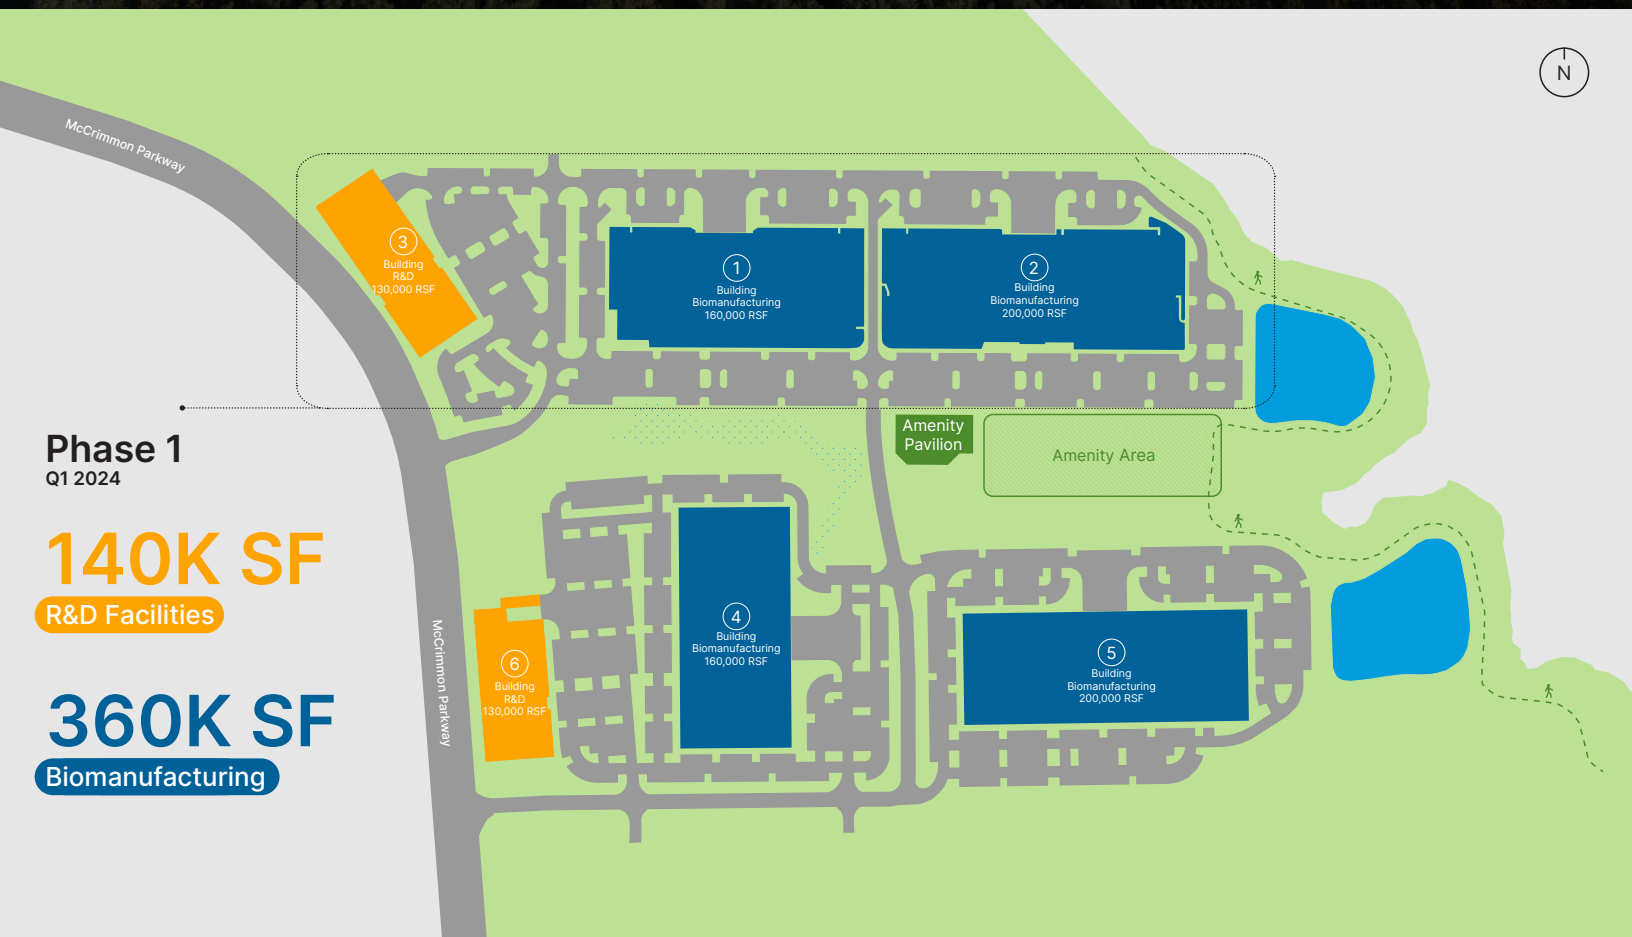 N
McCrimmon Parkway
3
Building
R&D
130,000 RSF
1
Building
Biomanufacturing
160,000 RSF
2
Building
Biomanufacturing
200,000 RSF
Phase 1
Q1 2024
140K SF
R&D Facilities
360K SF
Biomanufacturing
Amenity
Pavilion
Amenity Area
McCrimmon Parkway
4
Building
Biomanufacturing
160,000 RSF
5
Building
Biomanufacturing
200,000 RSF
6
Building
R&D
130,000 RSF